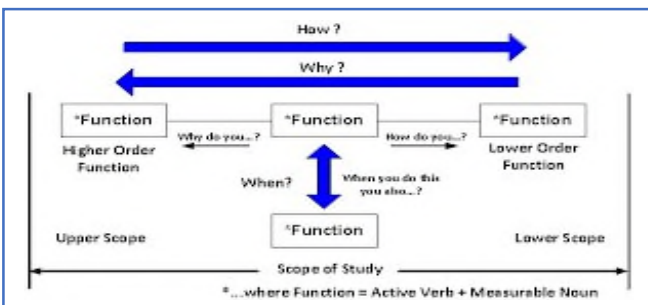 How ?
Why ?
*Function
*Function
*Function
Why do you...?
How do you...?
Higher Order
Function
Lower Order
Function
When?
When you do this
you also...?
*Function
Upper Scope
Lower Scope
Scope of Study
*...where Function = Active Verb + Measurable Noun